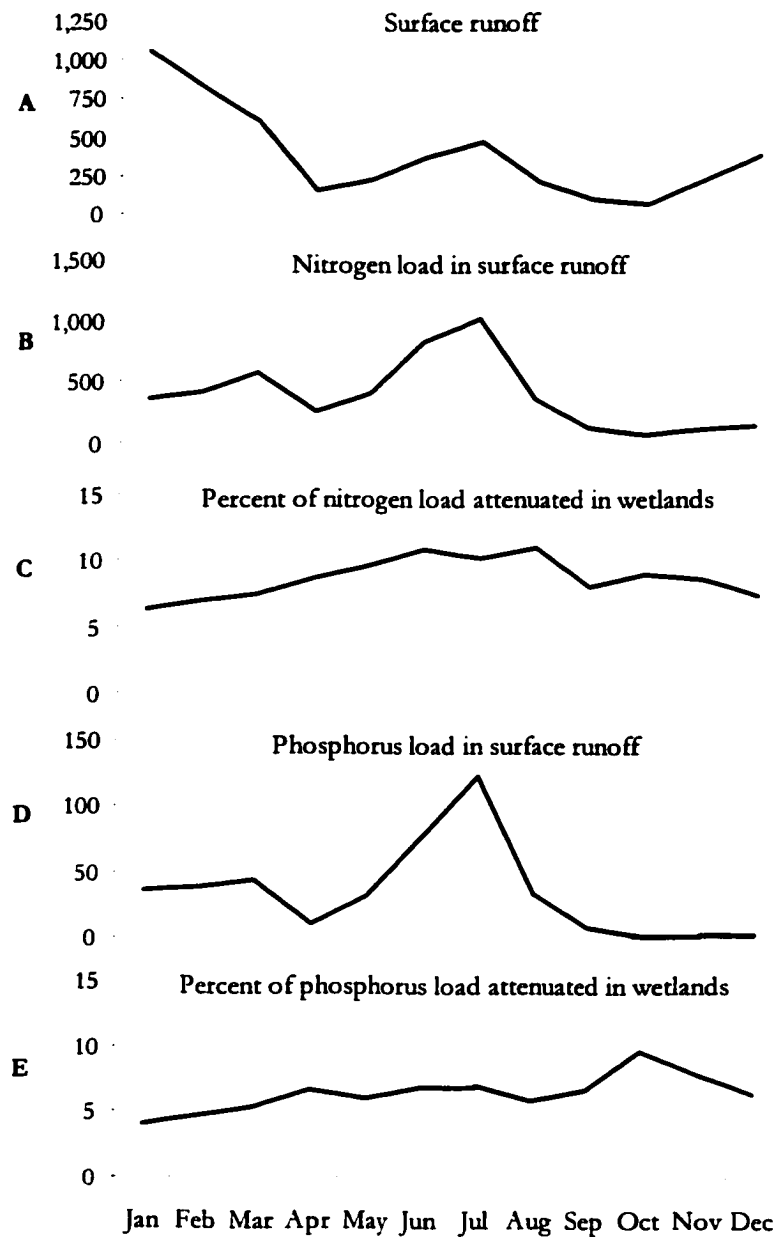 1,250
Surface runoff
1,000
A
750
500
250
0
1,500
Nitrogen load in surface runoff
1,000
B
500
0
15
Percent of nitrogen load attenuated in wetlands
10
C
5
0
150
Phosphorus load in surface runoff
100
D
50
0
15
Percent of phosphorus load attenuated in wetlands
10
E
5
0
Jan Feb Mar Apr May Jun Jul Aug Sep Oct Nov Dec